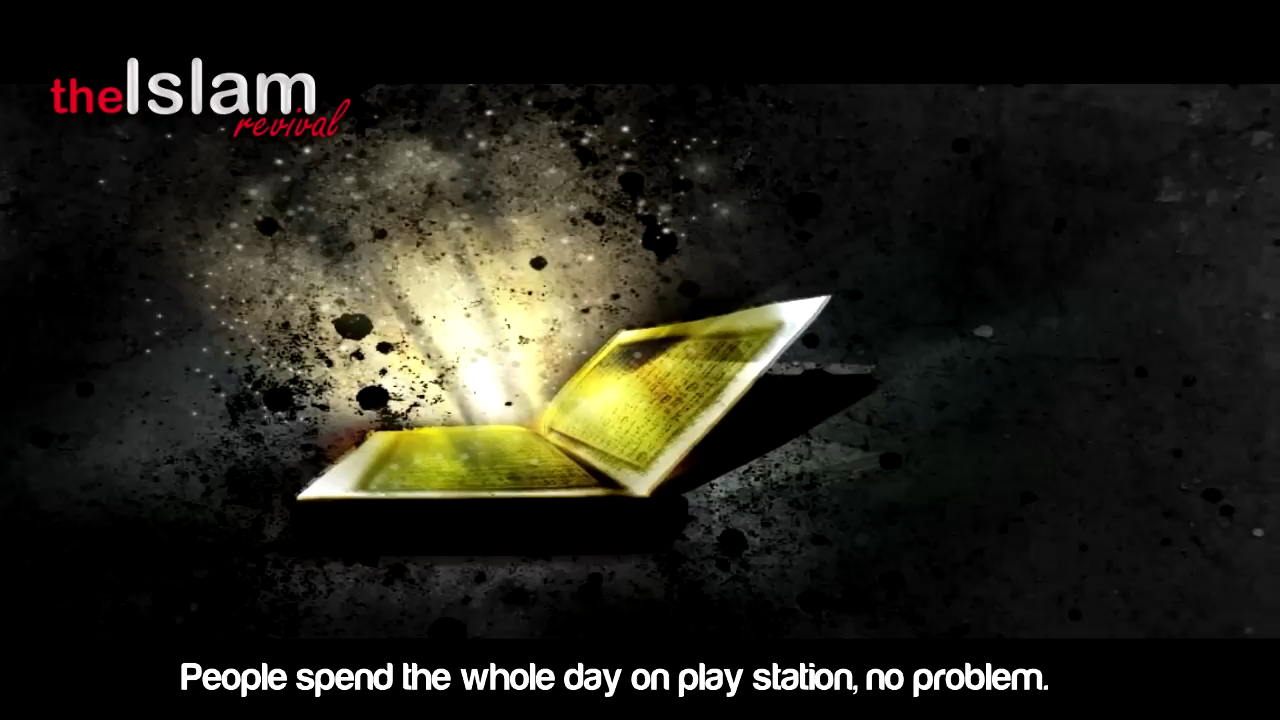 theIslam
revival
People spend the whole day on play station, no problem.